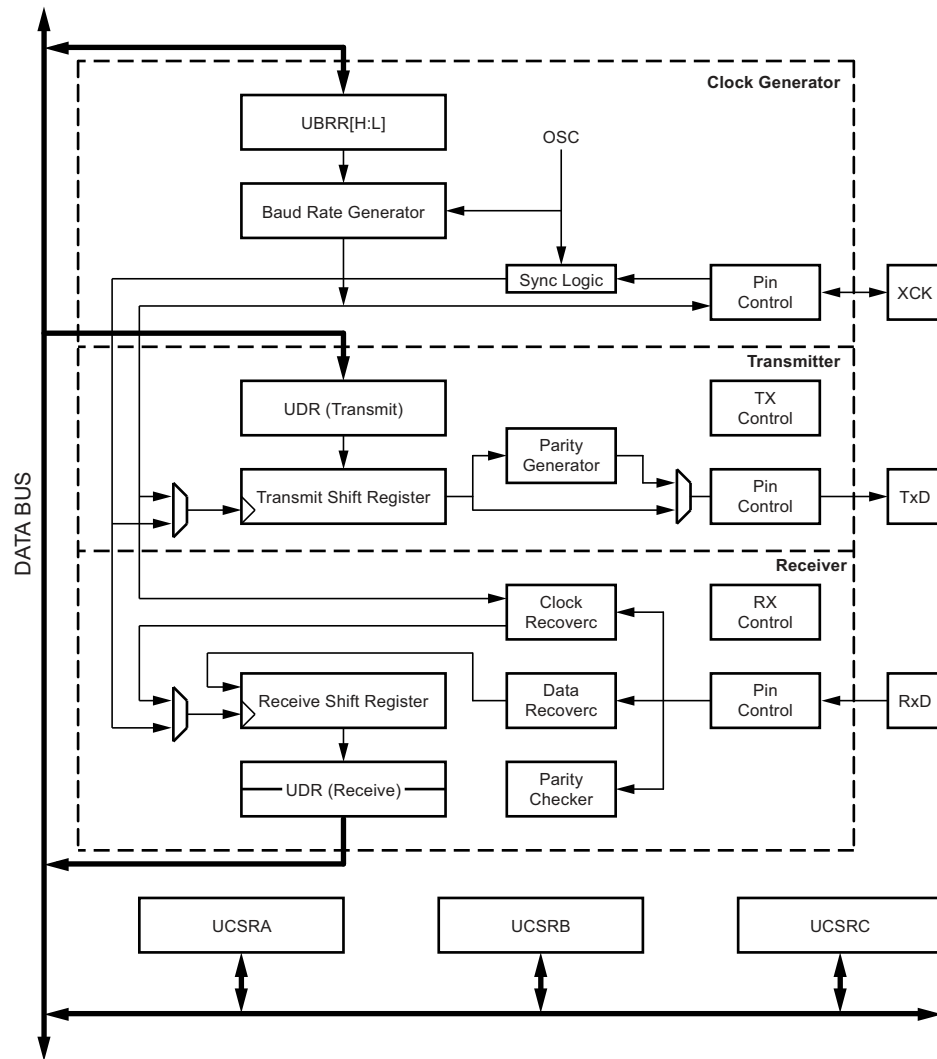 Clock Generator
UBRR[H:L]
OSC
Baud Rate Generator
Sync Logic
Pin
Control
XCK
Transmitter
UDR (Transmit)
TX
Control
Parity
Generator
Transmit Shift Register
Pin
Control
TxD
DATA BUS
Receiver
Clock
Recoverc
RX
Control
Receive Shift Register
Data
Recoverc
Pin
Control
RxD
UDR (Receive)
Parity
Checker
UCSRA
UCSRB
UCSRC